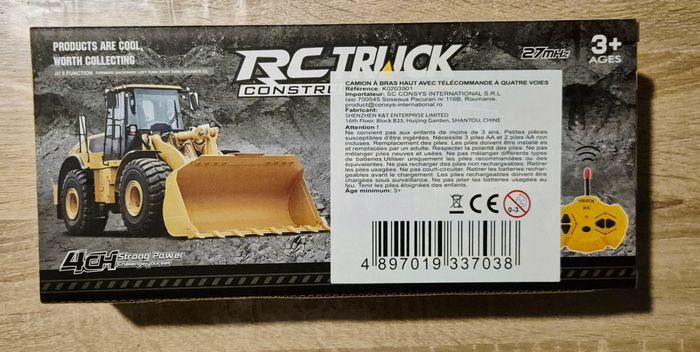 PRODUCTS ARE COOL,
WORTH COLLECTING
RC TRUCK
CONSTRU
27MHz
3+
AGES
CAMION À BRAS HAUT AVEC TÉLÉCOMMANDE À QUATRE VOIES
Référence: K0203901
Importateur: SC CONSYS INTERNATIONAL S.R.L
Iasi 700545 Soseaua Pacurari nr 116B, Roumanie.
product@consys-international.ro
Fabricant:
SHENZHEN K&T ENTERPRISE LIMITED
16th Floor, Block B23, Huijing Garden, SHANTOU, CHINE
Attention !
Ne convient pas aux enfants de moins de 3 ans. Petites pièces
susceptibles d'être ingérées. Nécessite 3 piles AA et 2 piles AA non
incluses. Remplacement des piles: Les piles doivent être installé es
et remplacées par un adulte. Respecter la polarité des piles. Ne pas
mélanger piles neuves et usées. Ne pas mélanger différents types
de batteries Utiliser uniquement les piles recommandées ou des
équivalents. Ne pas recharger des piles non rechargeables. Retirer
les piles usagées. Ne pas court-circuiter. Retirer les batteries rech-
argeables avant le chargement. Les piles rechargeables doivent être
chargées sous surveillance. Ne pas jeter les batteries usagées au
feu. Tenir les piles éloignées des enfants.
Age minimum: 3+
CE
0-3
TRUCK
R/C
4CH Strong Power
4 897019 337038